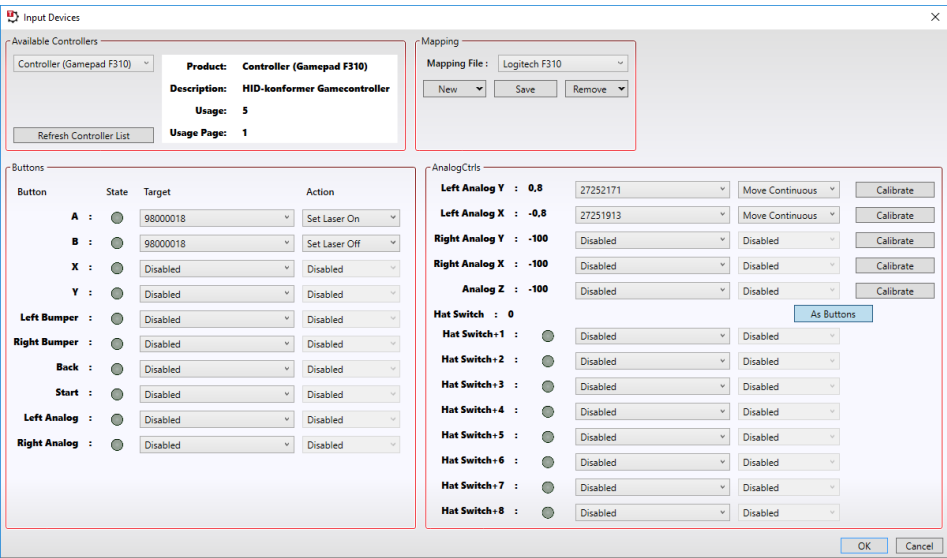 Input Devices
Available Controllers
Controller (Gamepad F310)
Product: Controller (Gamepad F310)
Description: HID-konformer Gamecontroller
Usage: 5
Usage Page: 1
Refresh Controller List
Mapping
Mapping File : Logitech F310
New Save Remove
Buttons
Button State Target Action
A : 98000018 Set Laser On
B : 98000018 Set Laser Off
X : Disabled Disabled
Y : Disabled Disabled
Left Bumper : Disabled Disabled
Right Bumper : Disabled Disabled
Back : Disabled Disabled
Start : Disabled Disabled
Left Analog : Disabled Disabled
Right Analog : Disabled Disabled
AnalogCtrls
Left Analog Y : 0,8 27252171 Move Continuous Calibrate
Left Analog X : -0,8 27251913 Move Continuous Calibrate
Right Analog Y : -100 Disabled Disabled Calibrate
Right Analog X : -100 Disabled Disabled Calibrate
Analog Z : -100 Disabled Disabled Calibrate
Hat Switch : 0 As Buttons
Hat Switch+1 : Disabled Disabled
Hat Switch+2 : Disabled Disabled
Hat Switch+3 : Disabled Disabled
Hat Switch+4 : Disabled Disabled
Hat Switch+5 : Disabled Disabled
Hat Switch+6 : Disabled Disabled
Hat Switch+7 : Disabled Disabled
Hat Switch+8 : Disabled Disabled
OK Cancel